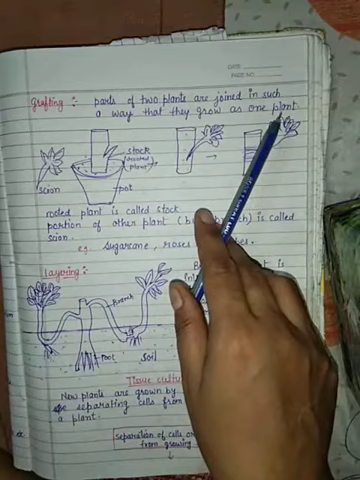 DATE
PAGE NO.
Grafting :- parts of two plants are joined in such
a way that they grow as one plant
stock
(rooted
plant)
scion
pot
rooted plant is called stock
portion of other plant ( is called
scion.
e.g. sugarcane, roses
Layering :-
is
Branch
Root
soil
Tissue cultu
New plants are grown by
separating cells from
a plant.
Separation of cells
from growing